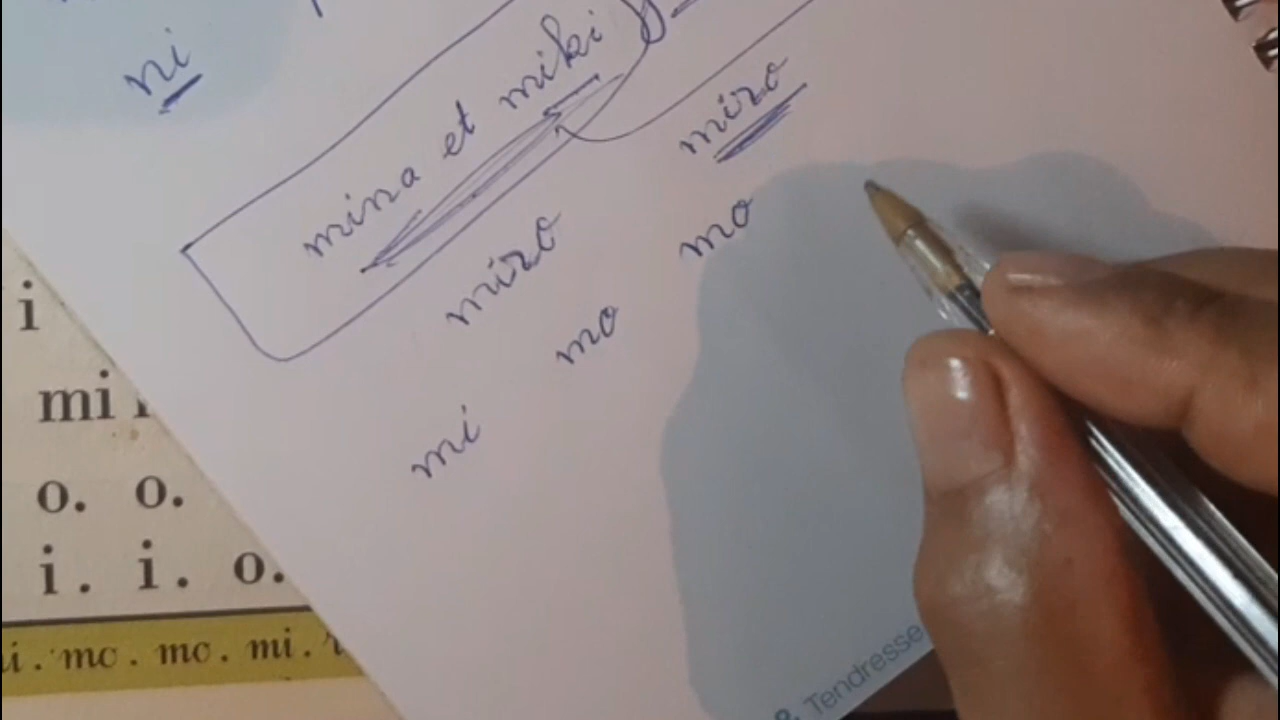 ni
mina et miki
miro
miro
mo
mo
mi
i
mi
o. o.
i. i. o.
mo. mo. mi.
Tendresse